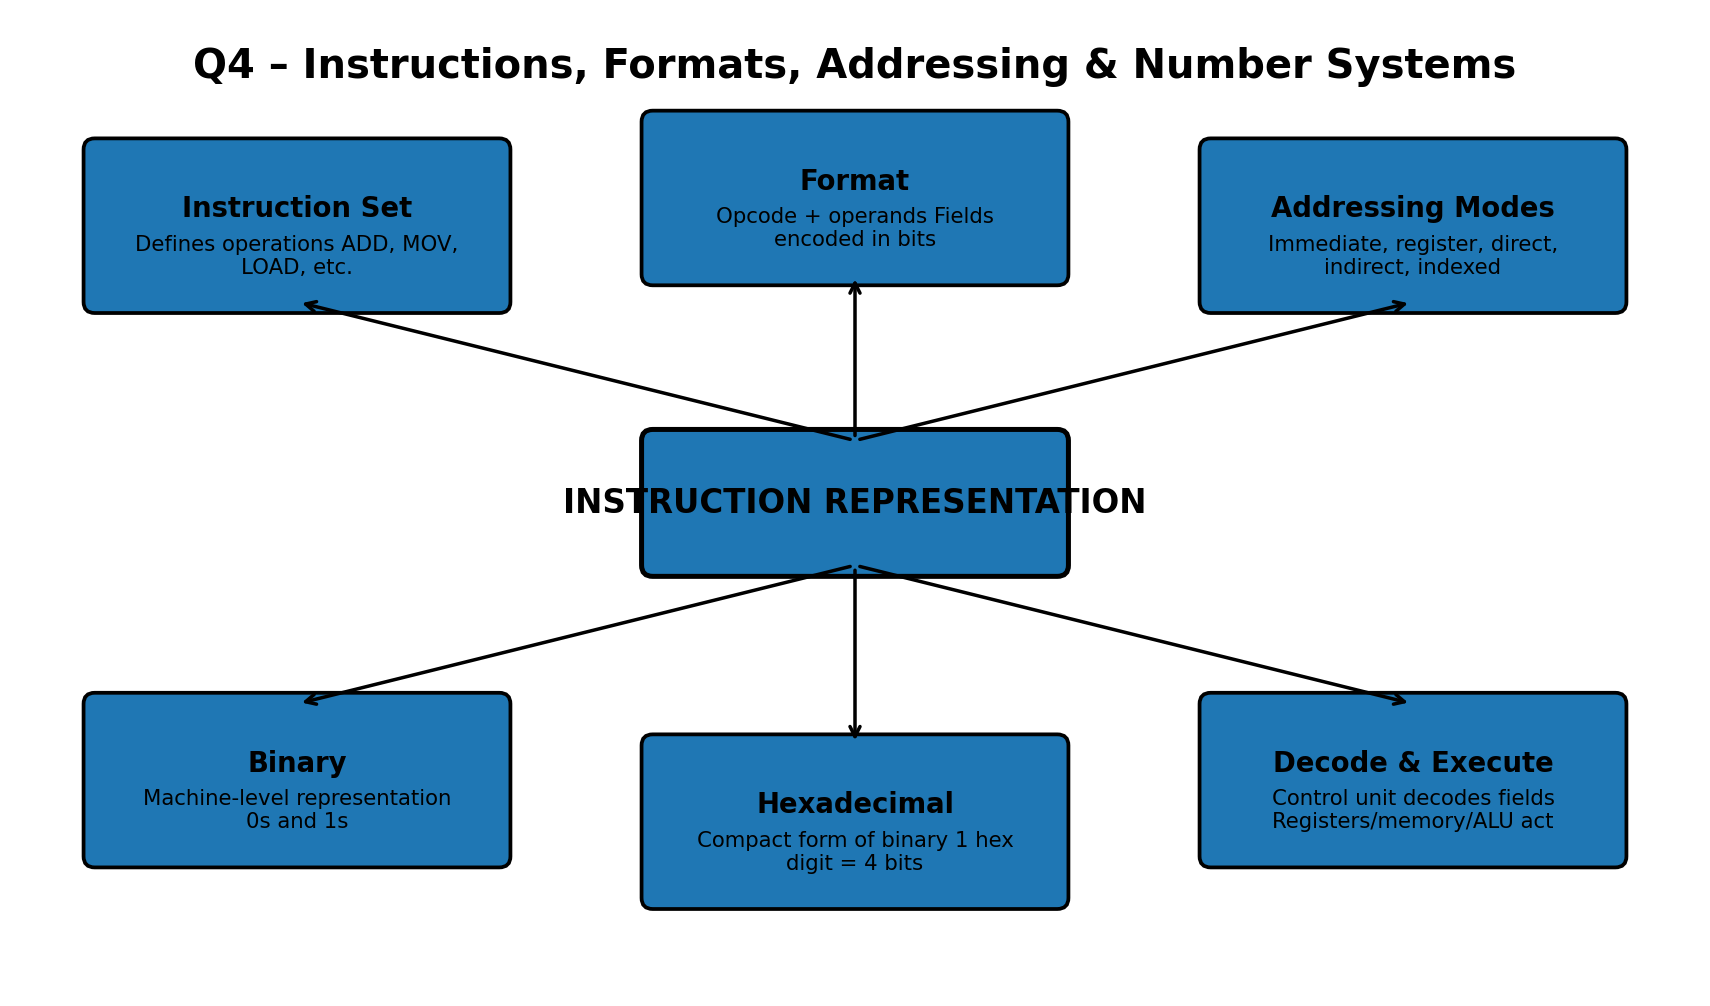 Q4 – Instructions, Formats, Addressing & Number Systems
Format
Opcode + operands Fields
encoded in bits
Instruction Set
Defines operations ADD, MOV,
LOAD, etc.
Addressing Modes
Immediate, register, direct,
indirect, indexed
INSTRUCTION REPRESENTATION
Binary
Machine-level representation
0s and 1s
Hexadecimal
Compact form of binary 1 hex
digit = 4 bits
Decode & Execute
Control unit decodes fields
Registers/memory/ALU act